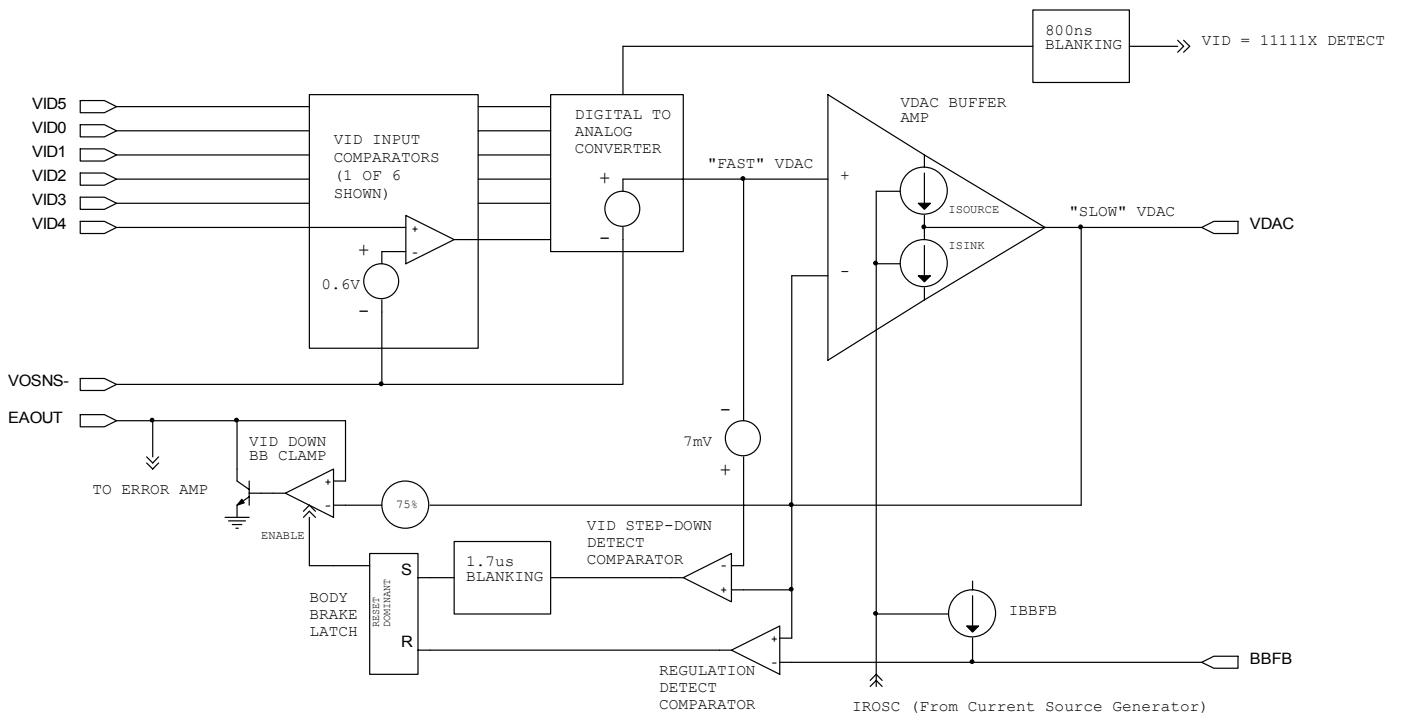 800ns
BLANKING
VID = 11111X DETECT
VID5
VID0
VID1
VID2
VID3
VID4
VID INPUT
COMPARATORS
(1 OF 6
SHOWN)
+
-
+
0.6V
-
DIGITAL TO
ANALOG
CONVERTER
+
-
"FAST" VDAC
VDAC BUFFER
AMP
+
-
ISOURCE
ISINK
"SLOW" VDAC
VDAC
VOSNS-
EAOUT
VID DOWN
BB CLAMP
TO ERROR AMP
+
-
ENABLE
75%
-
7mV
+
VID STEP-DOWN
DETECT
COMPARATOR
-
+
1.7us
BLANKING
BODY
BRAKE
LATCH
RESET
DOMINANT
S
R
REGULATION
DETECT
COMPARATOR
+
-
IBBFB
BBFB
IROSC (From Current Source Generator)